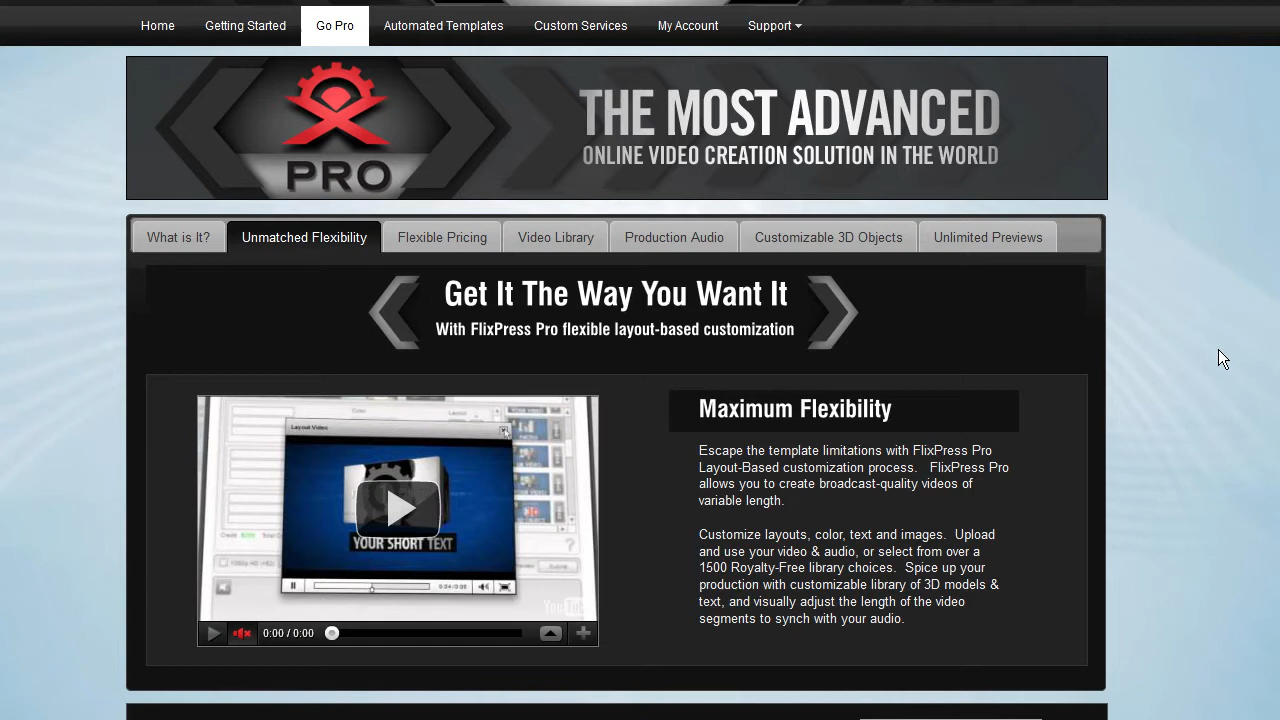 Home Getting Started Go Pro Automated Templates Custom Services My Account Support
PRO
THE MOST ADVANCED
ONLINE VIDEO CREATION SOLUTION IN THE WORLD
What is It? Unmatched Flexibility Flexible Pricing Video Library Production Audio Customizable 3D Objects Unlimited Previews
Get It The Way You Want It
With FlixPress Pro flexible layout-based customization
Layout Video
YOUR SHORT TEXT
YouTube
0:00 / 0:00
Maximum Flexibility
Escape the template limitations with FlixPress Pro
Layout-Based customization process. FlixPress Pro
allows you to create broadcast-quality videos of
variable length.
Customize layouts, color, text and images. Upload
and use your video & audio, or select from over a
1500 Royalty-Free library choices. Spice up your
production with customizable library of 3D models &
text, and visually adjust the length of the video
segments to synch with your audio.